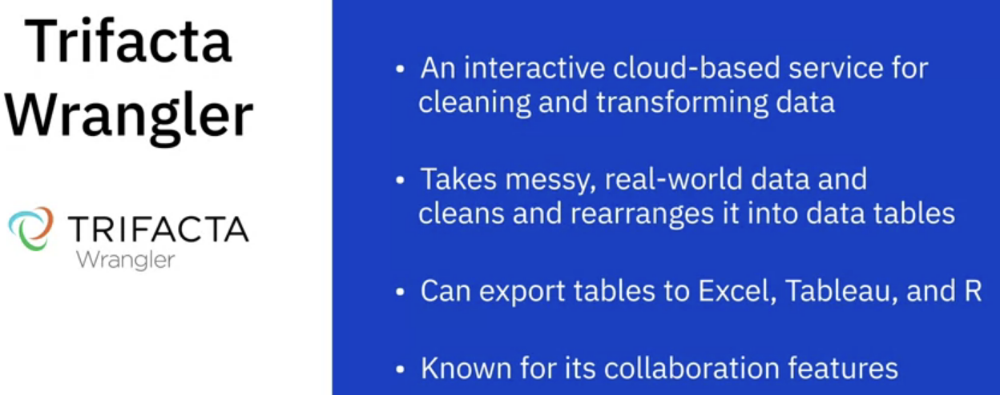 Trifacta
Wrangler
TRIFACTA
Wrangler
• An interactive cloud-based service for
cleaning and transforming data
• Takes messy, real-world data and
cleans and rearranges it into data tables
• Can export tables to Excel, Tableau, and R
• Known for its collaboration features